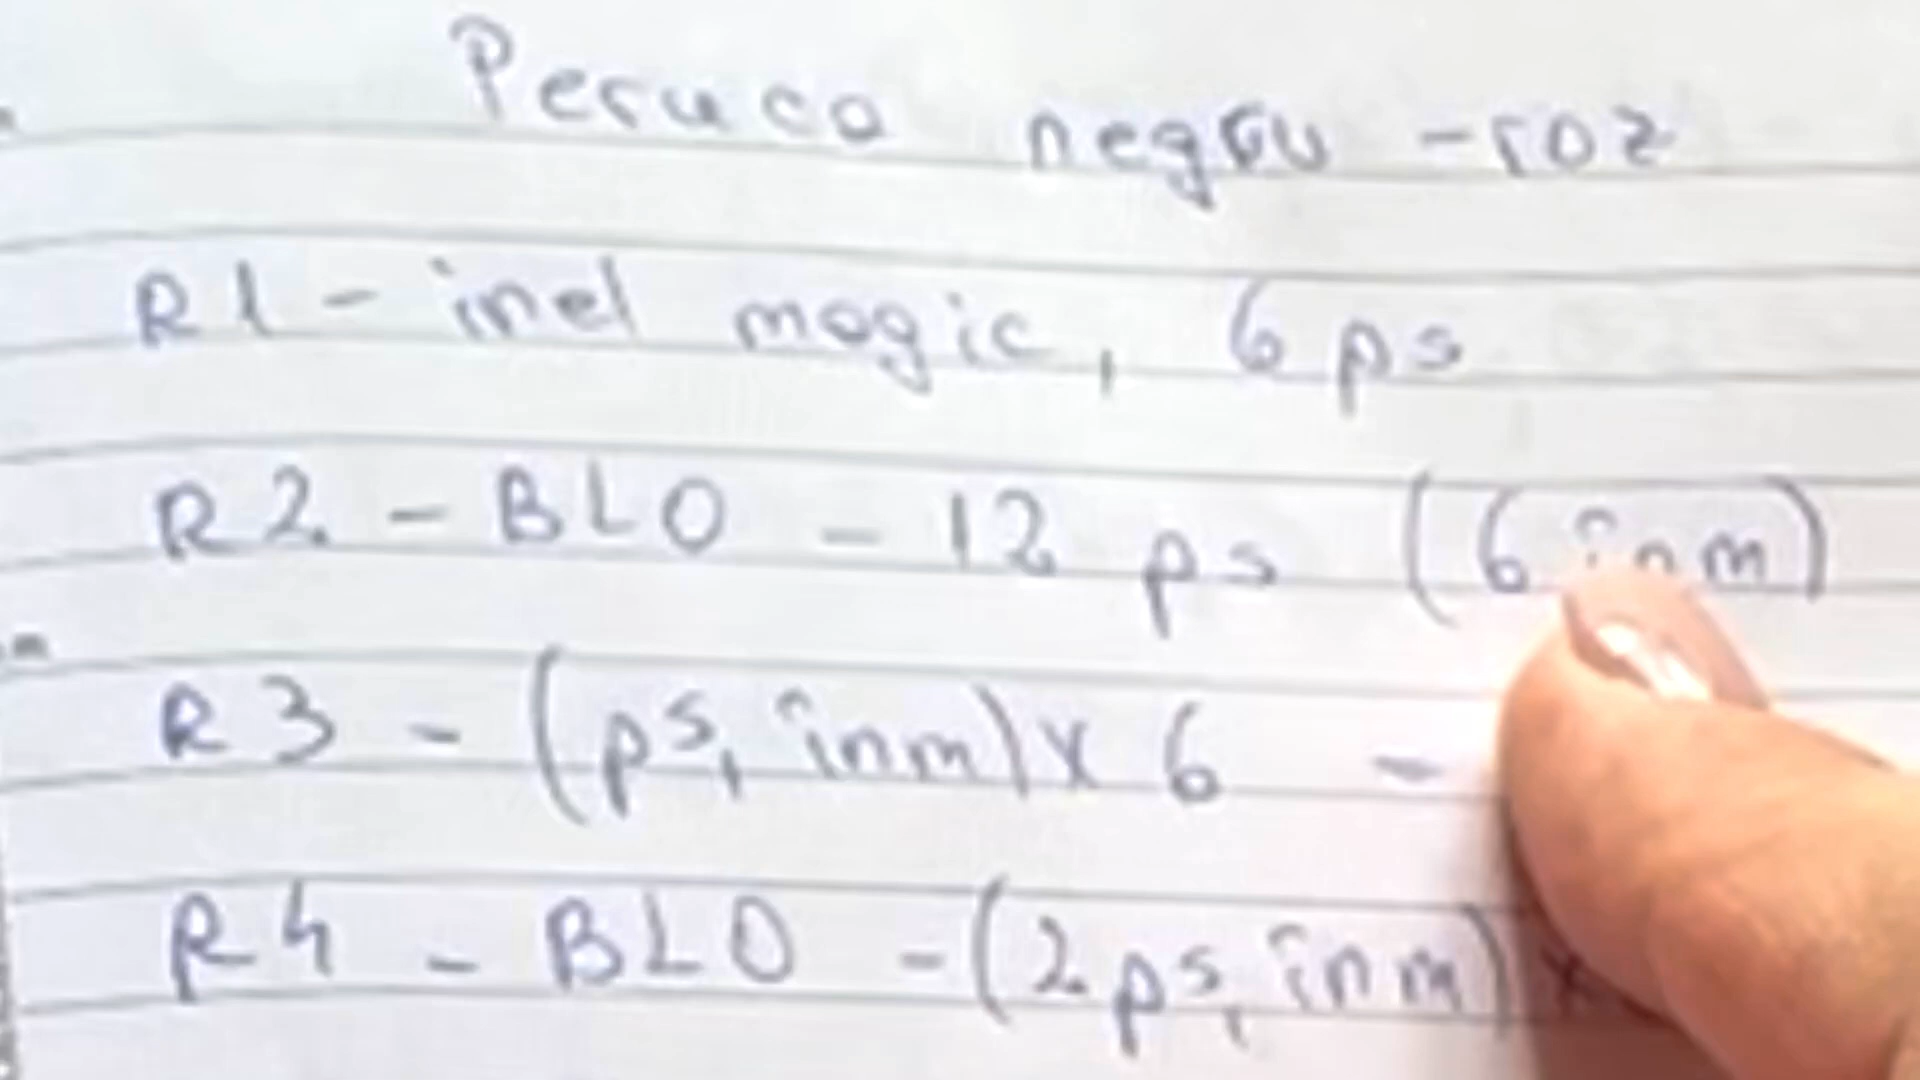 Peruca negru - roz
R1 - inel magic, 6 ps
R2 - BLO - 12 ps (6 inm)
R3 - (ps, inm) x 6 -
R4 - BLO - (2 ps, inm) x